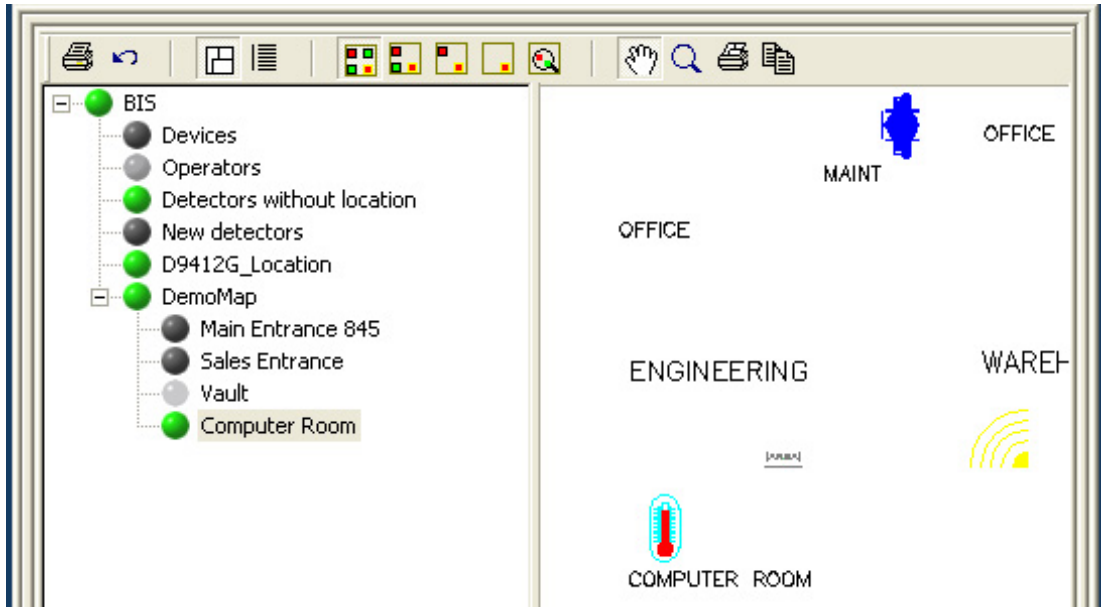 BIS
Devices
Operators
Detectors without location
New detectors
D9412G_Location
DemoMap
Main Entrance 845
Sales Entrance
Vault
Computer Room
OFFICE
MAINT
OFFICE
ENGINEERING
WAREH
COMPUTER ROOM